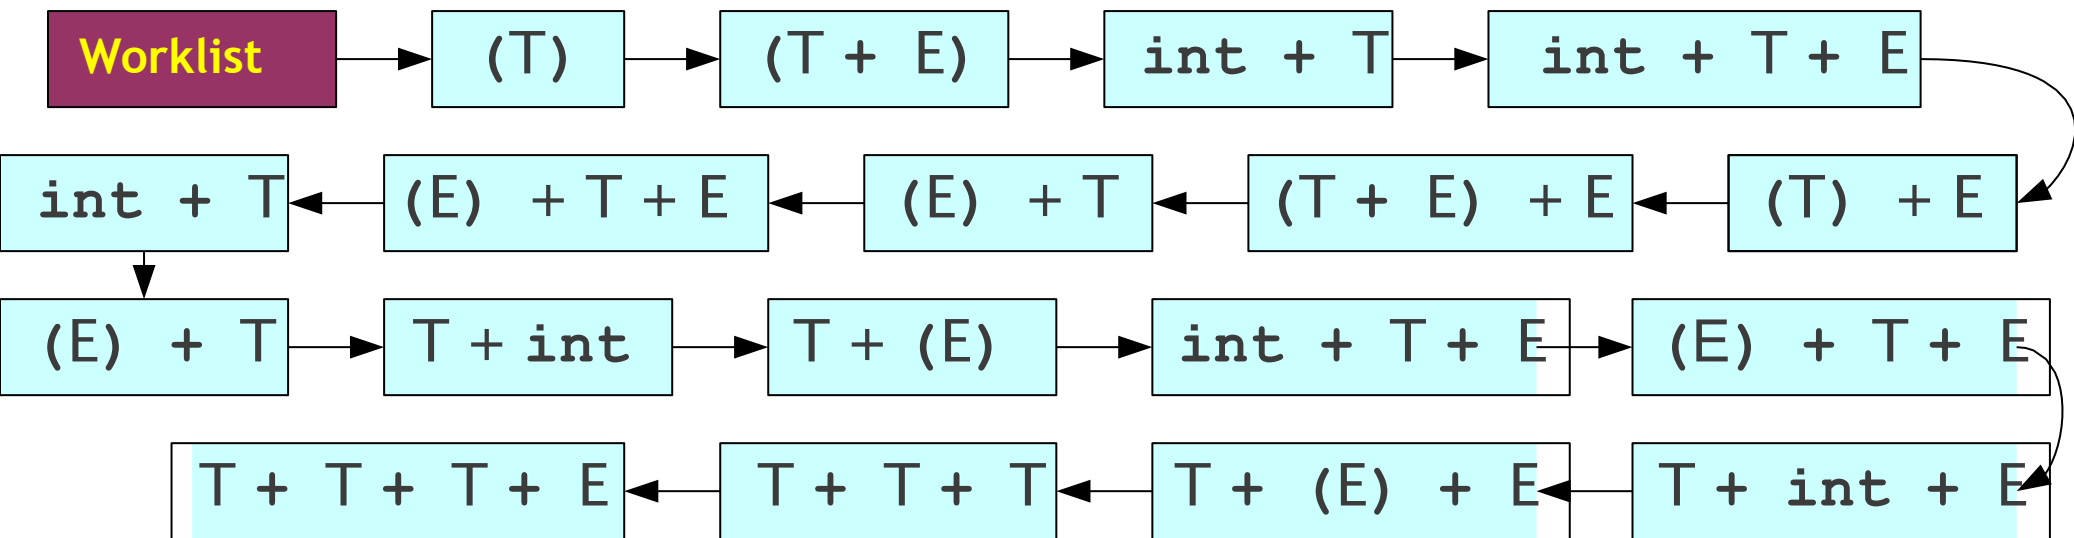 Worklist
(T)
(T + E)
int + T
int + T + E
int + T
(E) + T + E
(E) + T
(T + E) + E
(T) + E
(E) + T
T + int
T + (E)
int + T + E
(E) + T + E
T + T + T + E
T + T + T
T + (E) + E
T + int + E